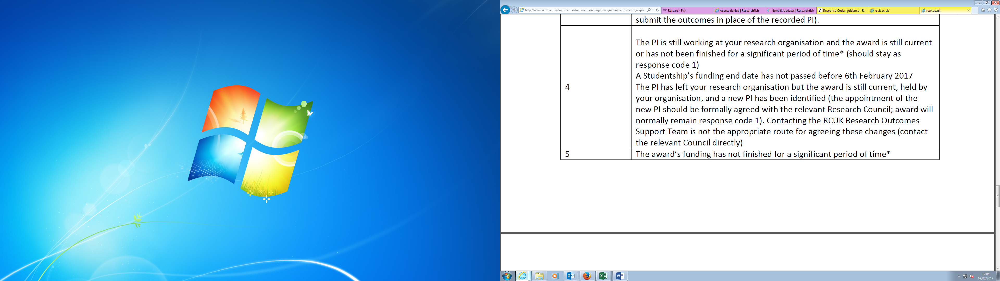 http://www.rcuk.ac.uk/documents/documents/rcukgenericguidanceconsideringrespon
Research Fish
Access denied | Researchfish
News & Updates | Researchfish
Response Codes guidance - R...
rcuk.ac.uk
rcuk.ac.uk
submit the outcomes in place of the recorded PI).
4
The PI is still working at your research organisation and the award is still current
or has not been finished for a significant period of time* (should stay as
response code 1)
A Studentship’s funding end date has not passed before 6th February 2017
The PI has left your research organisation but the award is still current, held by
your organisation, and a new PI has been identified (the appointment of the
new PI should be formally agreed with the relevant Research Council; award will
normally remain response code 1). Contacting the RCUK Research Outcomes
Support Team is not the appropriate route for agreeing these changes (contact
the relevant Council directly)
5
The award’s funding has not finished for a significant period of time*
12:05
09/02/2017